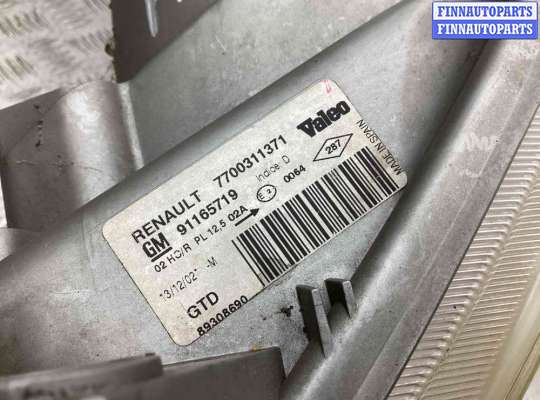 FINNAUTOPARTS
FINNAUTOPARTS
RENAULT 7700311371 Valeo
GM 91165719 Indice D
02 HC/R PL 12,5 02A E2 0064 287
MADE IN SPAIN
13/12/02 -M
GTD
89308690